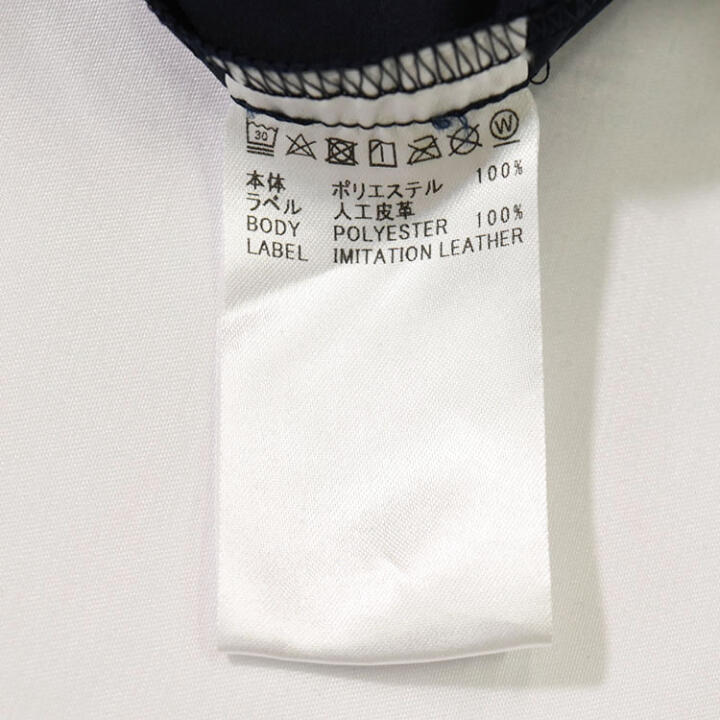 30
W
本体 ポリエステル 100%
ラベル 人工皮革
BODY POLYESTER 100%
LABEL IMITATION LEATHER